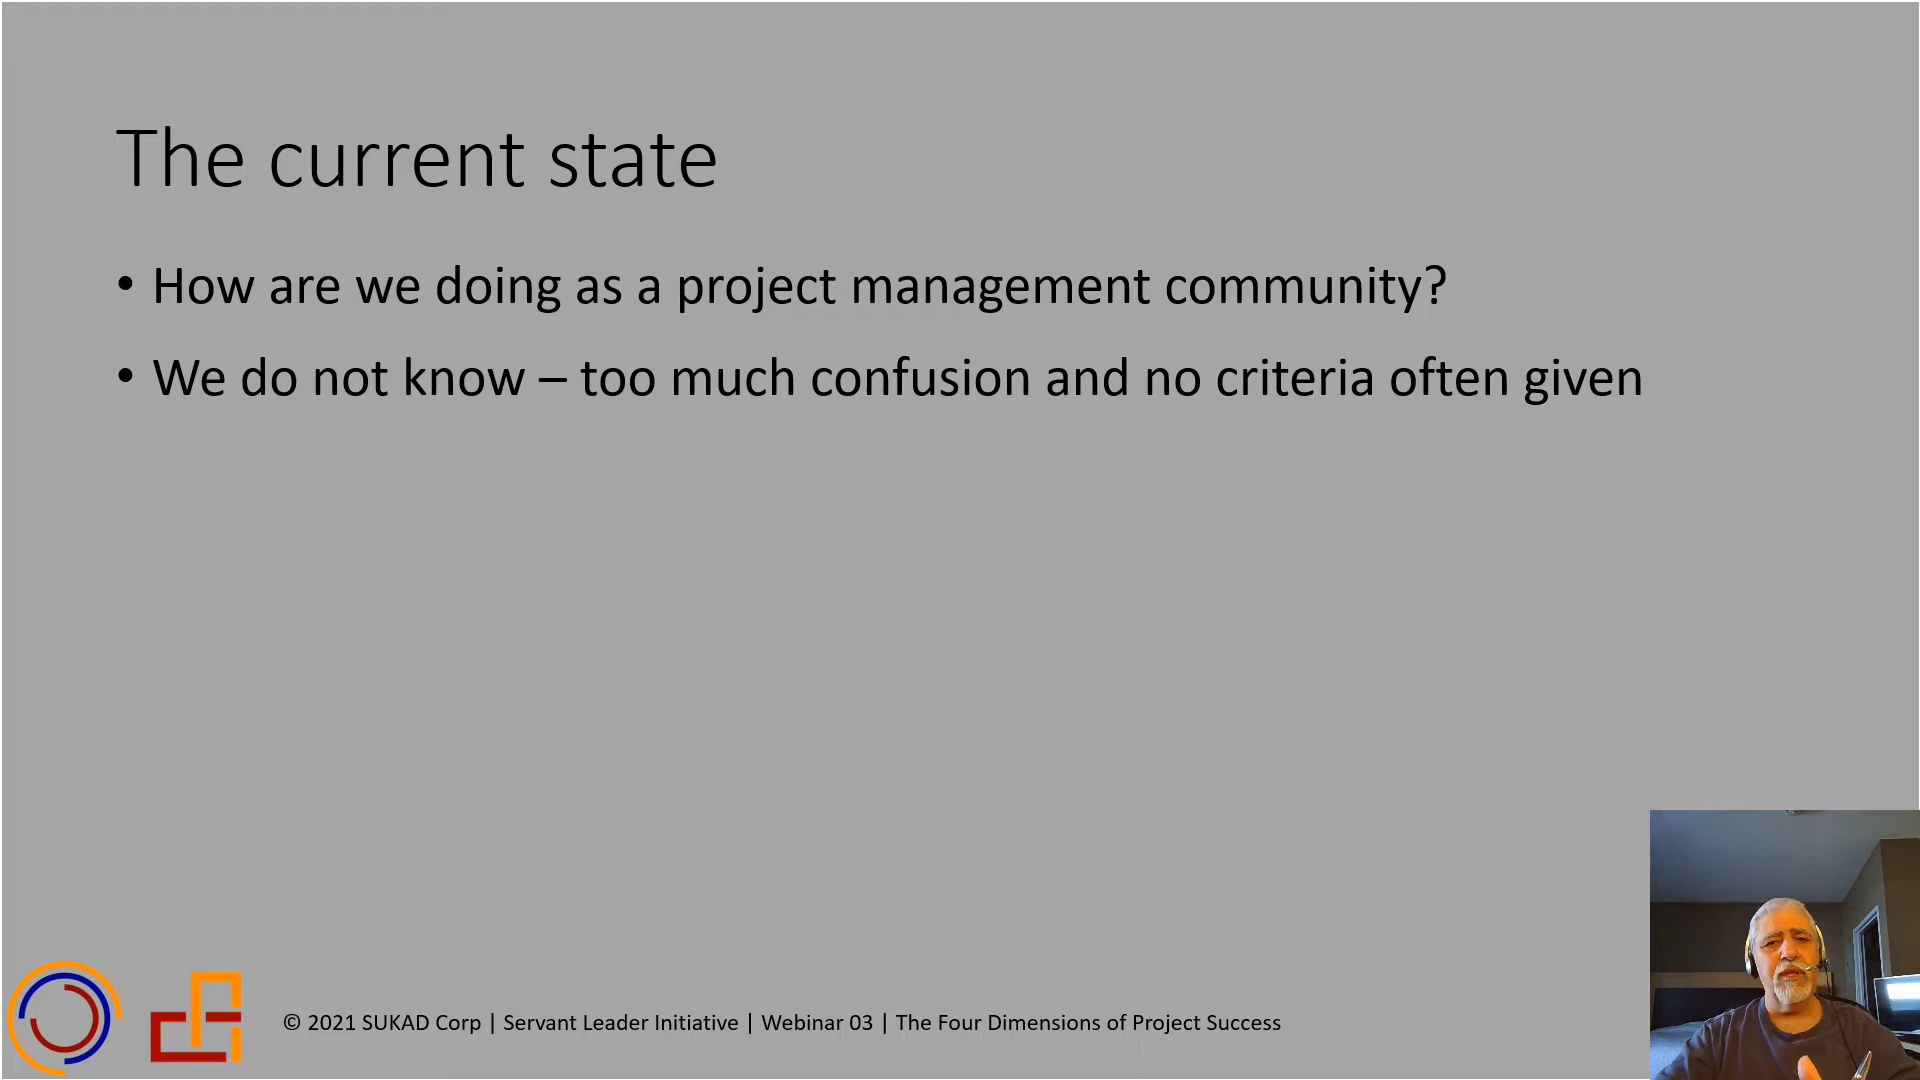 The current state
• How are we doing as a project management community?
• We do not know – too much confusion and no criteria often given
© 2021 SUKAD Corp | Servant Leader Initiative | Webinar 03 | The Four Dimensions of Project Success